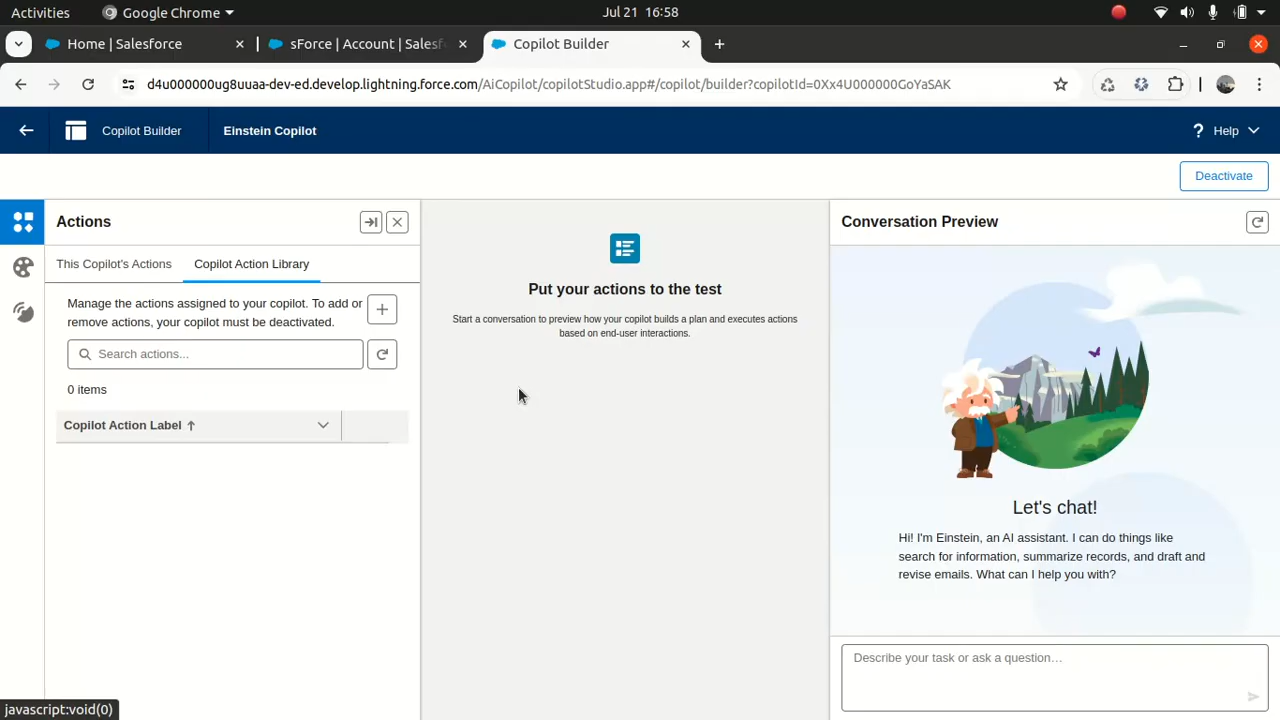 Activities
Google Chrome
Jul 21 16:58
Home | Salesforce
sForce | Account | Salesf
Copilot Builder
d4u000000ug8uuaa-dev-ed.develop.lightning.force.com/AiCopilot/copilotStudio.app#/copilot/builder?copilotId=0Xx4U000000GoYaSAK
Copilot Builder
Einstein Copilot
? Help
Deactivate
Actions
This Copilot's Actions
Copilot Action Library
Manage the actions assigned to your copilot. To add or
remove actions, your copilot must be deactivated.
Search actions...
0 items
Copilot Action Label
Put your actions to the test
Start a conversation to preview how your copilot builds a plan and executes actions
based on end-user interactions.
Conversation Preview
Let's chat!
Hi! I'm Einstein, an AI assistant. I can do things like
search for information, summarize records, and draft and
revise emails. What can I help you with?
Describe your task or ask a question…
javascript:void(0)